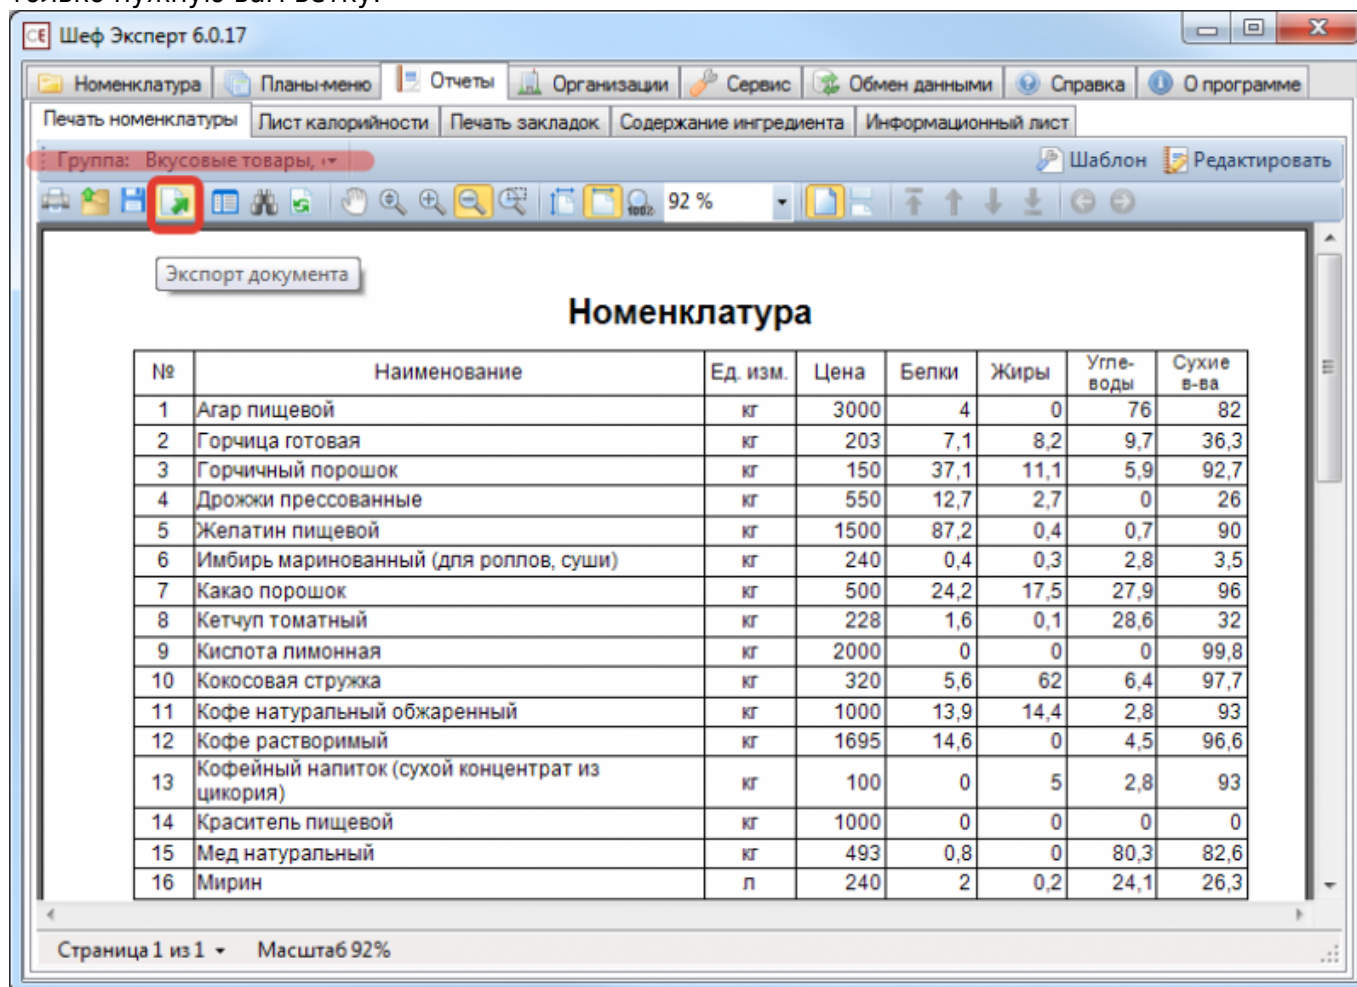 только нужную вам ветку.
CE Шеф Эксперт 6.0.17
Номенклатура Планы-меню Отчеты Организации Сервис Обмен данными Справка О программе
Печать номенклатуры Лист калорийности Печать закладок Содержание ингредиента Информационный лист
Группа: Вкусовые товары, Шаблон Редактировать
100% 92 %
Экспорт документа
Номенклатура
№ Наименование Ед. изм. Цена Белки Жиры Угле- Сухие
воды в-ва
1 Агар пищевой кг 3000 4 0 76 82
2 Горчица готовая кг 203 7,1 8,2 9,7 36,3
3 Горчичный порошок кг 150 37,1 11,1 5,9 92,7
4 Дрожжи прессованные кг 550 12,7 2,7 0 26
5 Желатин пищевой кг 1500 87,2 0,4 0,7 90
6 Имбирь маринованный (для роллов, суши) кг 240 0,4 0,3 2,8 3,5
7 Какао порошок кг 500 24,2 17,5 27,9 96
8 Кетчуп томатный кг 228 1,6 0,1 28,6 32
9 Кислота лимонная кг 2000 0 0 0 99,8
10 Кокосовая стружка кг 320 5,6 62 6,4 97,7
11 Кофе натуральный обжаренный кг 1000 13,9 14,4 2,8 93
12 Кофе растворимый кг 1695 14,6 0 4,5 96,6
13 Кофейный напиток (сухой концентрат из
цикория) кг 100 0 5 2,8 93
14 Краситель пищевой кг 1000 0 0 0 0
15 Мед натуральный кг 493 0,8 0 80,3 82,6
16 Мирин л 240 2 0,2 24,1 26,3
Страница 1 из 1 Масштаб 92%